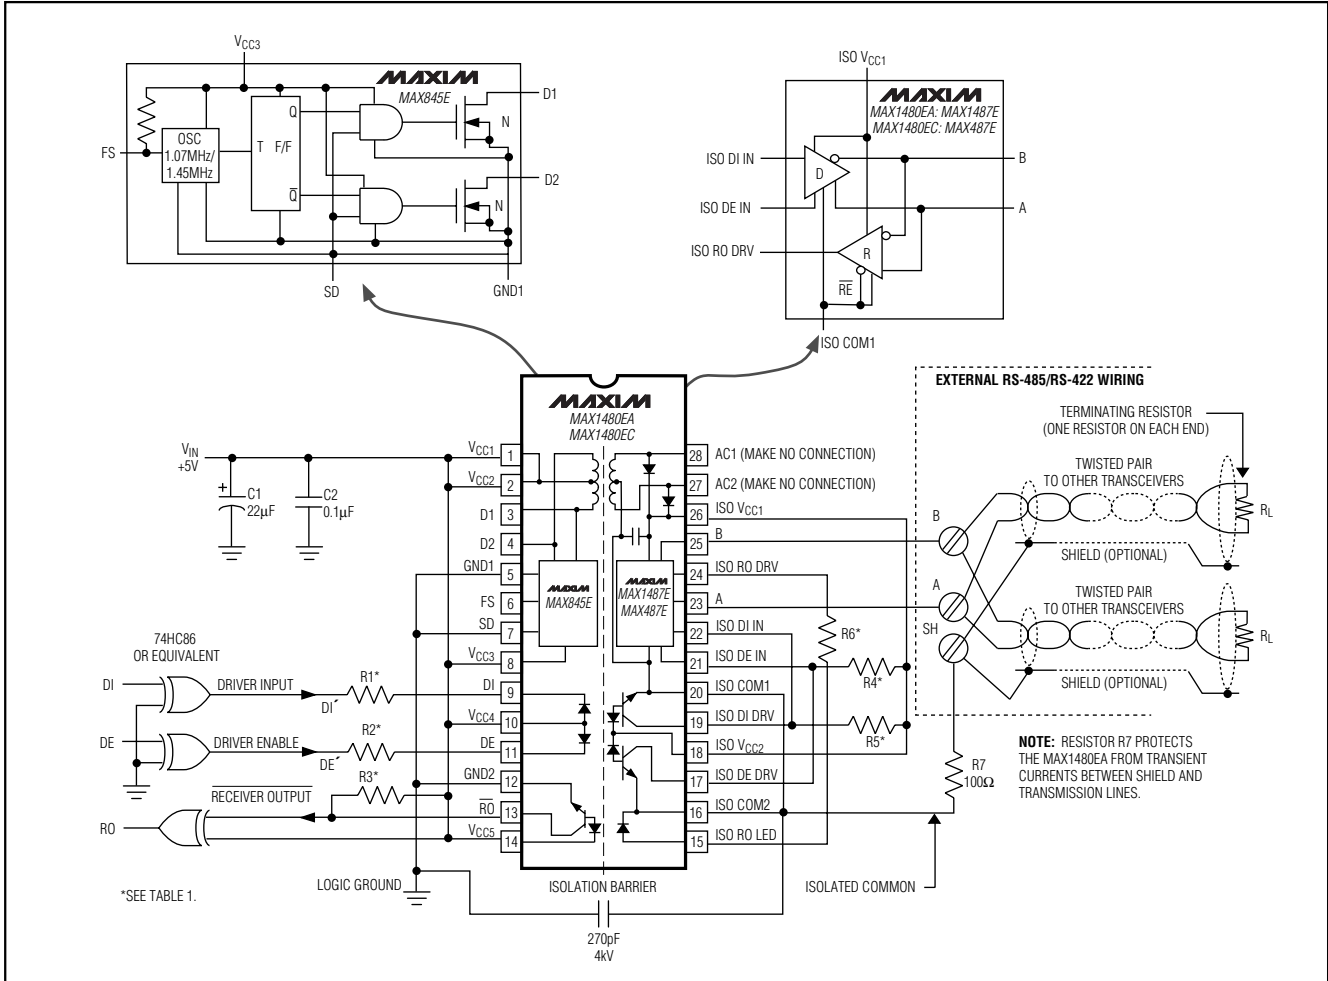 VCC3
MAXIM
MAX845E
D1
Q
N
OSC
1.07MHz/
1.45MHz
T F/F
FS
D2
Q̅
N
SD
GND1
ISO VCC1
MAXIM
MAX1480EA: MAX1487E
MAX1480EC: MAX487E
ISO DI IN
D
B
ISO DE IN
A
ISO RO DRV
R
R̅E̅
ISO COM1
MAXIM
MAX1480EA
MAX1480EC
VIN
+5V
+
C1
22µF
C2
0.1µF
VCC1
1
VCC2
2
D1
3
D2
4
GND1
5
FS
6
SD
7
VCC3
8
DI
9
VCC4
10
DE
11
GND2
12
R̅O̅
13
VCC5
14
MAXIM
MAX845E
MAXIM
MAX1487E
MAX487E
28
AC1 (MAKE NO CONNECTION)
27
AC2 (MAKE NO CONNECTION)
26
ISO VCC1
25
B
24
ISO RO DRV
23
A
22
ISO DI IN
21
ISO DE IN
20
ISO COM1
19
ISO DI DRV
18
ISO VCC2
17
ISO DE DRV
16
ISO COM2
15
ISO RO LED
R6*
R4*
R5*
74HC86
OR EQUIVALENT
DI
DRIVER INPUT
DI´
R1*
DE
DRIVER ENABLE
DE´
R2*
R3*
R̅E̅C̅E̅I̅V̅E̅R̅ O̅U̅T̅P̅U̅T̅
RO
LOGIC GROUND
*SEE TABLE 1.
ISOLATION BARRIER
270pF
4kV
ISOLATED COMMON
EXTERNAL RS-485/RS-422 WIRING
TERMINATING RESISTOR
(ONE RESISTOR ON EACH END)
TWISTED PAIR
TO OTHER TRANSCEIVERS
B
RL
SHIELD (OPTIONAL)
A
TWISTED PAIR
TO OTHER TRANSCEIVERS
SH
RL
SHIELD (OPTIONAL)
R7
100Ω
NOTE: RESISTOR R7 PROTECTS
THE MAX1480EA FROM TRANSIENT
CURRENTS BETWEEN SHIELD AND
TRANSMISSION LINES.